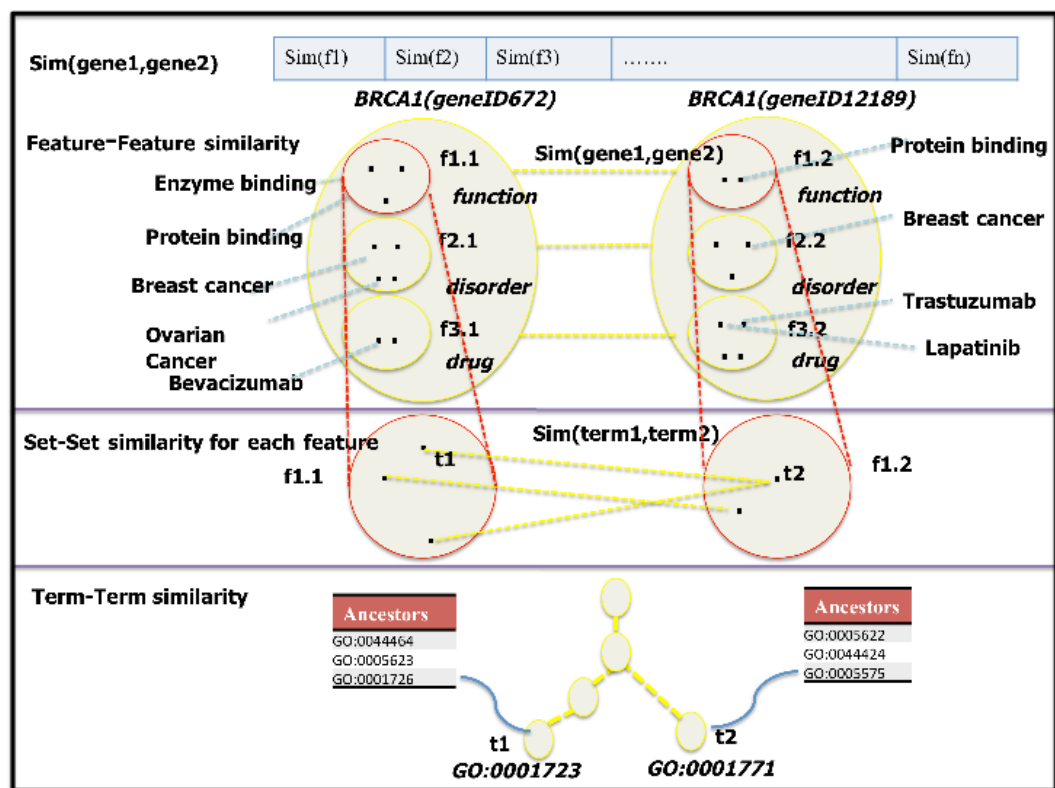 Sim(gene1,gene2)
Sim(f1)
Sim(f2)
Sim(f3)
.......
Sim(fn)
BRCA1(geneID672)
BRCA1(geneID12189)
Feature-Feature similarity
Enzyme binding
Protein binding
Breast cancer
Ovarian
Cancer
Bevacizumab
f1.1
function
f2.1
disorder
f3.1
drug
Sim(gene1,gene2)
f1.2
function
f2.2
disorder
f3.2
drug
Protein binding
Breast cancer
Trastuzumab
Lapatinib
Set-Set similarity for each feature
Sim(term1,term2)
f1.1
t1
t2
f1.2
Term-Term similarity
Ancestors
GO:0044464
GO:0005623
GO:0001726
Ancestors
GO:0005622
GO:0044424
GO:0005575
t1
GO:0001723
t2
GO:0001771